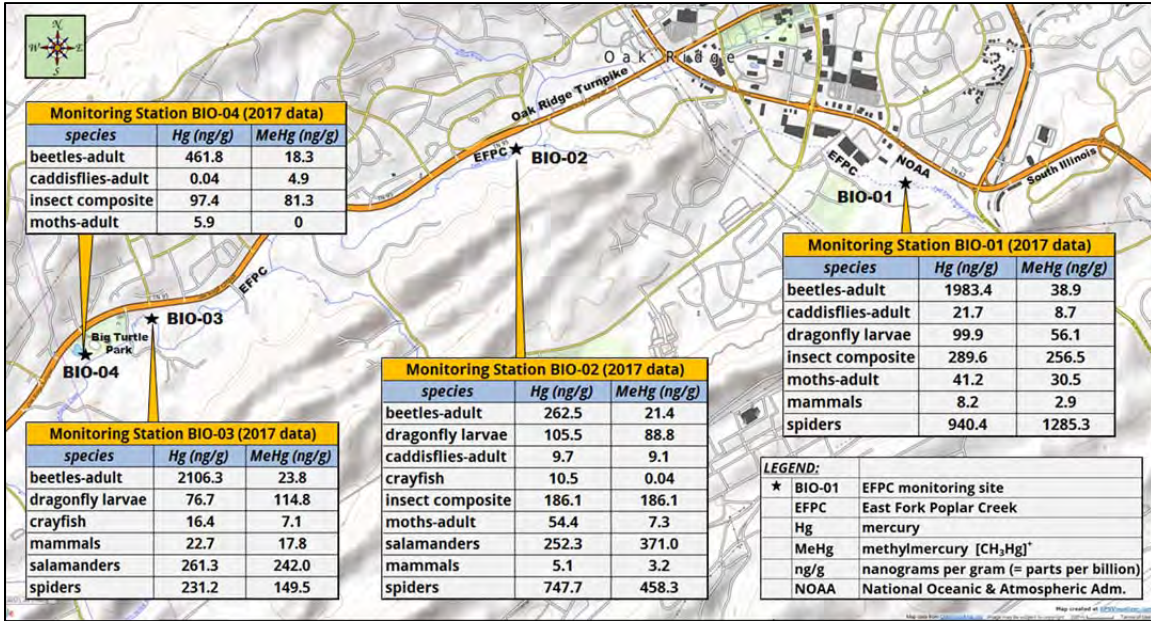 N
W E
S
Oak Ridge
Oak Ridge Turnpike
EFPC
BIO-02
EFPC
NOAA
BIO-01
South Illinois
EFPC
BIO-03
Big Turtle
Park
BIO-04
Monitoring Station BIO-04 (2017 data)
species Hg (ng/g) MeHg (ng/g)
beetles-adult 461.8 18.3
caddisflies-adult 0.04 4.9
insect composite 97.4 81.3
moths-adult 5.9 0
Monitoring Station BIO-01 (2017 data)
species Hg (ng/g) MeHg (ng/g)
beetles-adult 1983.4 38.9
caddisflies-adult 21.7 8.7
dragonfly larvae 99.9 56.1
insect composite 289.6 256.5
moths-adult 41.2 30.5
mammals 8.2 2.9
spiders 940.4 1285.3
Monitoring Station BIO-02 (2017 data)
species Hg (ng/g) MeHg (ng/g)
beetles-adult 262.5 21.4
dragonfly larvae 105.5 88.8
caddisflies-adult 9.7 9.1
crayfish 10.5 0.04
insect composite 186.1 186.1
moths-adult 54.4 7.3
salamanders 252.3 371.0
mammals 5.1 3.2
spiders 747.7 458.3
Monitoring Station BIO-03 (2017 data)
species Hg (ng/g) MeHg (ng/g)
beetles-adult 2106.3 23.8
dragonfly larvae 76.7 114.8
crayfish 16.4 7.1
mammals 22.7 17.8
salamanders 261.3 242.0
spiders 231.2 149.5
LEGEND:
★ BIO-01 EFPC monitoring site
EFPC East Fork Poplar Creek
Hg mercury
MeHg methylmercury [CH₃Hg]⁺
ng/g nanograms per gram (= parts per billion)
NOAA National Oceanic & Atmospheric Adm.
Map created at